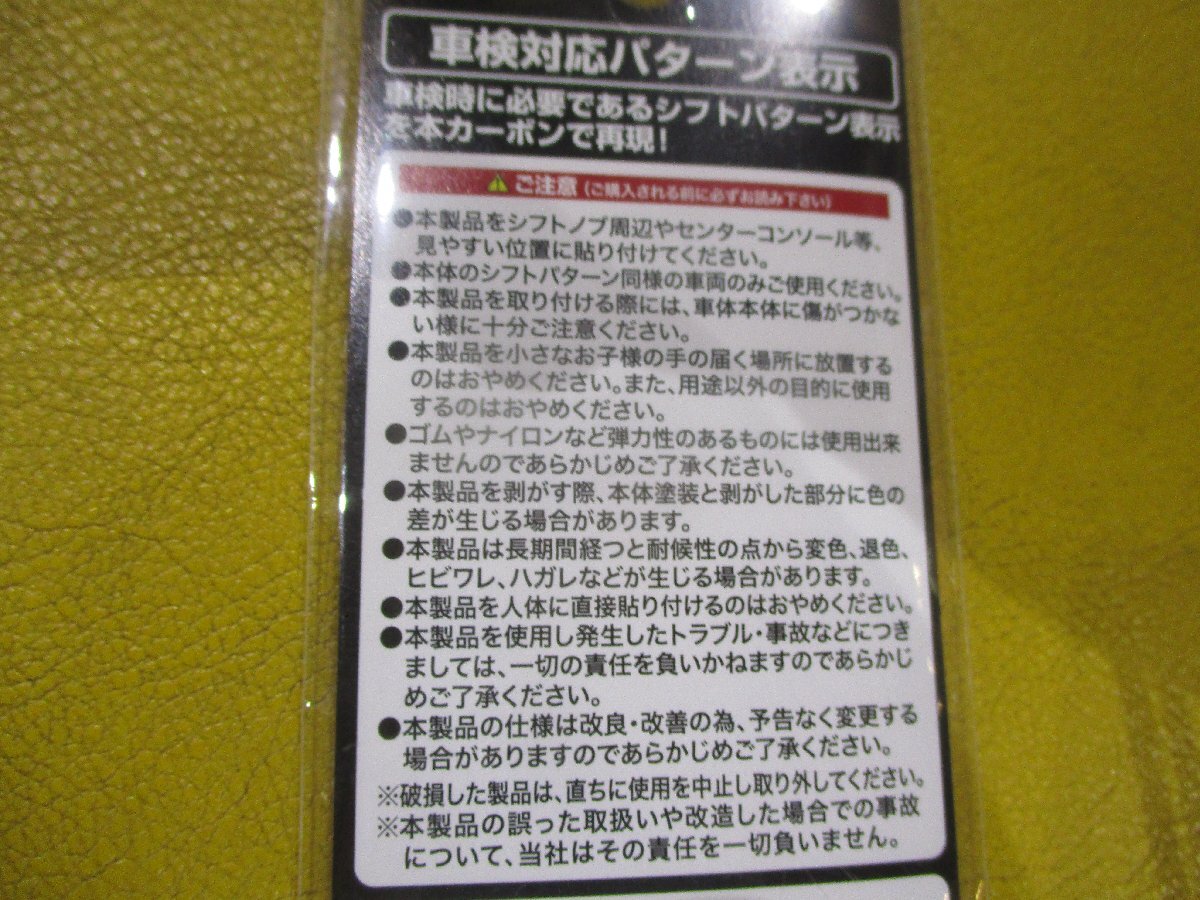 車検対応パターン表示
車検時に必要であるシフトパターン表示
を本カーボンで再現!
ご注意 (ご購入される前に必ずお読み下さい)
●本製品をシフトノブ周辺やセンターコンソール等、
見やすい位置に貼り付けてください。
●本体のシフトパターン同様の車両のみご使用ください。
●本製品を取り付ける際には、車体本体に傷がつかな
い様に十分ご注意ください。
●本製品を小さなお子様の手の届く場所に放置する
のはおやめください。また、用途以外の目的に使用
するのはおやめください。
●ゴムやナイロンなど弾力性のあるものには使用出来
ませんのであらかじめご了承ください。
●本製品を剥がす際、本体塗装と剥がした部分に色の
差が生じる場合があります。
●本製品は長期間経つと耐候性の点から変色、退色、
ヒビワレ、ハガレなどが生じる場合があります。
●本製品を人体に直接貼り付けるのはおやめください。
●本製品を使用し発生したトラブル・事故などにつき
ましては、一切の責任を負いかねますのであらかじ
めご了承ください。
●本製品の仕様は改良・改善の為、予告なく変更する
場合がありますのであらかじめご了承ください。
※破損した製品は、直ちに使用を中止し取り外してください。
※本製品の誤った取扱いや改造した場合での事故
について、当社はその責任を一切負いません。